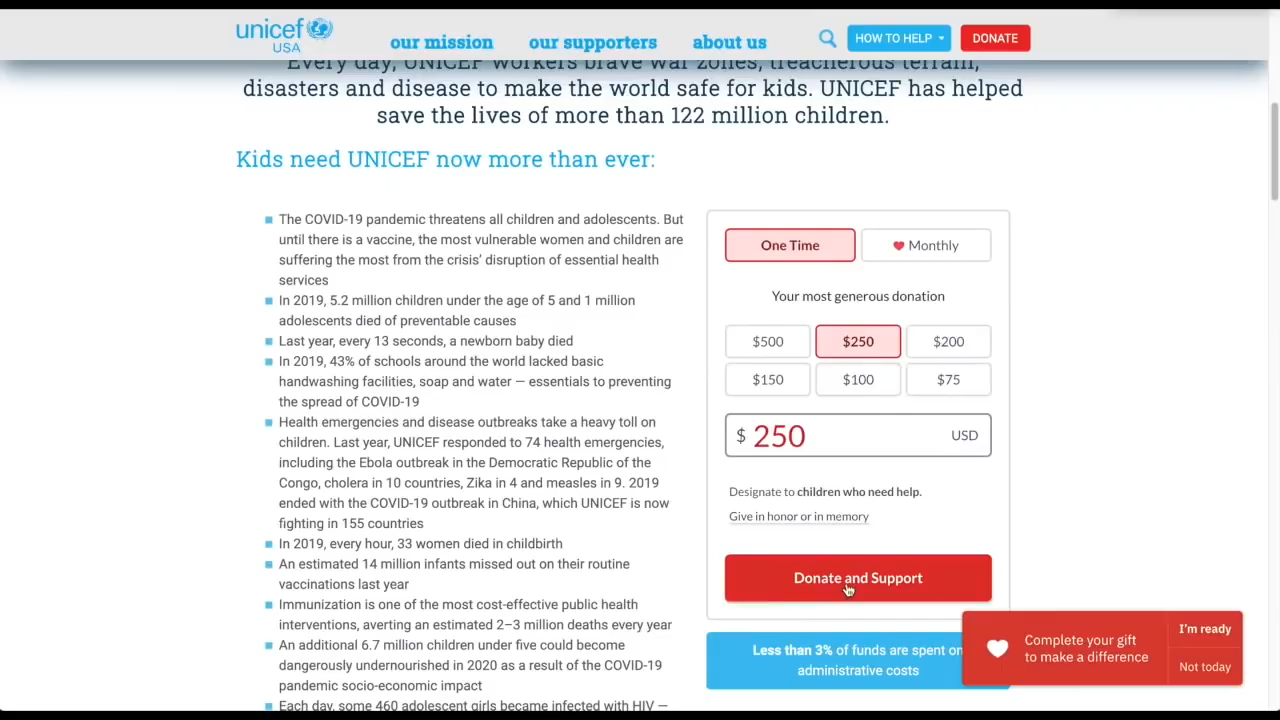 unicef
USA
our mission
our supporters
about us
HOW TO HELP
DONATE
Every day, UNICEF workers brave war zones, treacherous terrain,
disasters and disease to make the world safe for kids. UNICEF has helped
save the lives of more than 122 million children.
Kids need UNICEF now more than ever:
The COVID-19 pandemic threatens all children and adolescents. But
until there is a vaccine, the most vulnerable women and children are
suffering the most from the crisis' disruption of essential health
services
In 2019, 5.2 million children under the age of 5 and 1 million
adolescents died of preventable causes
Last year, every 13 seconds, a newborn baby died
In 2019, 43% of schools around the world lacked basic
handwashing facilities, soap and water — essentials to preventing
the spread of COVID-19
Health emergencies and disease outbreaks take a heavy toll on
children. Last year, UNICEF responded to 74 health emergencies,
including the Ebola outbreak in the Democratic Republic of the
Congo, cholera in 10 countries, Zika in 4 and measles in 9. 2019
ended with the COVID-19 outbreak in China, which UNICEF is now
fighting in 155 countries
In 2019, every hour, 33 women died in childbirth
An estimated 14 million infants missed out on their routine
vaccinations last year
Immunization is one of the most cost-effective public health
interventions, averting an estimated 2–3 million deaths every year
An additional 6.7 million children under five could become
dangerously undernourished in 2020 as a result of the COVID-19
pandemic socio-economic impact
Each day, some 460 adolescent girls became infected with HIV —
One Time
Monthly
Your most generous donation
$500
$250
$200
$150
$100
$75
$ 250 USD
Designate to children who need help.
Give in honor or in memory
Donate and Support
Less than 3% of funds are spent on
administrative costs
Complete your gift
to make a difference
I'm ready
Not today